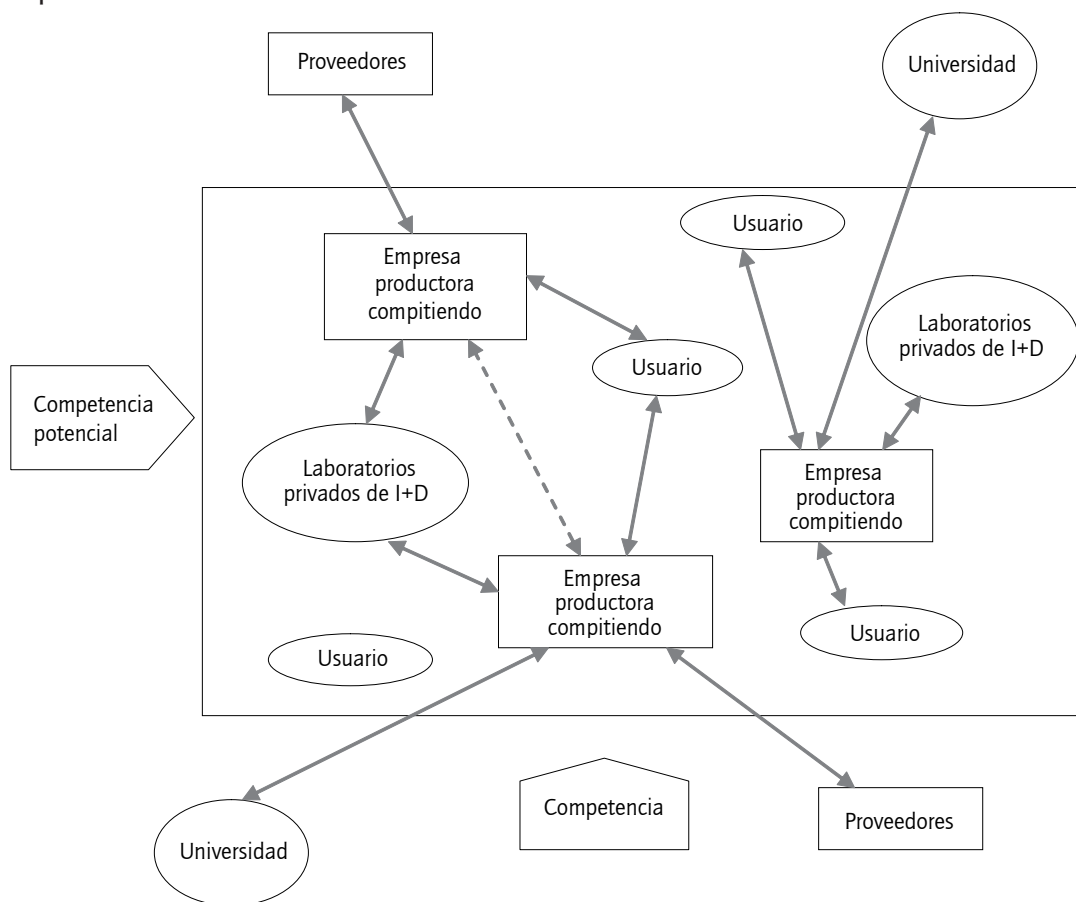 Proveedores
Universidad
Usuario
Empresa
productora
compitiendo
Laboratorios
privados de I+D
Usuario
Competencia
potencial
Laboratorios
privados de I+D
Empresa
productora
compitiendo
Empresa
productora
compitiendo
Usuario
Usuario
Competencia
Proveedores
Universidad